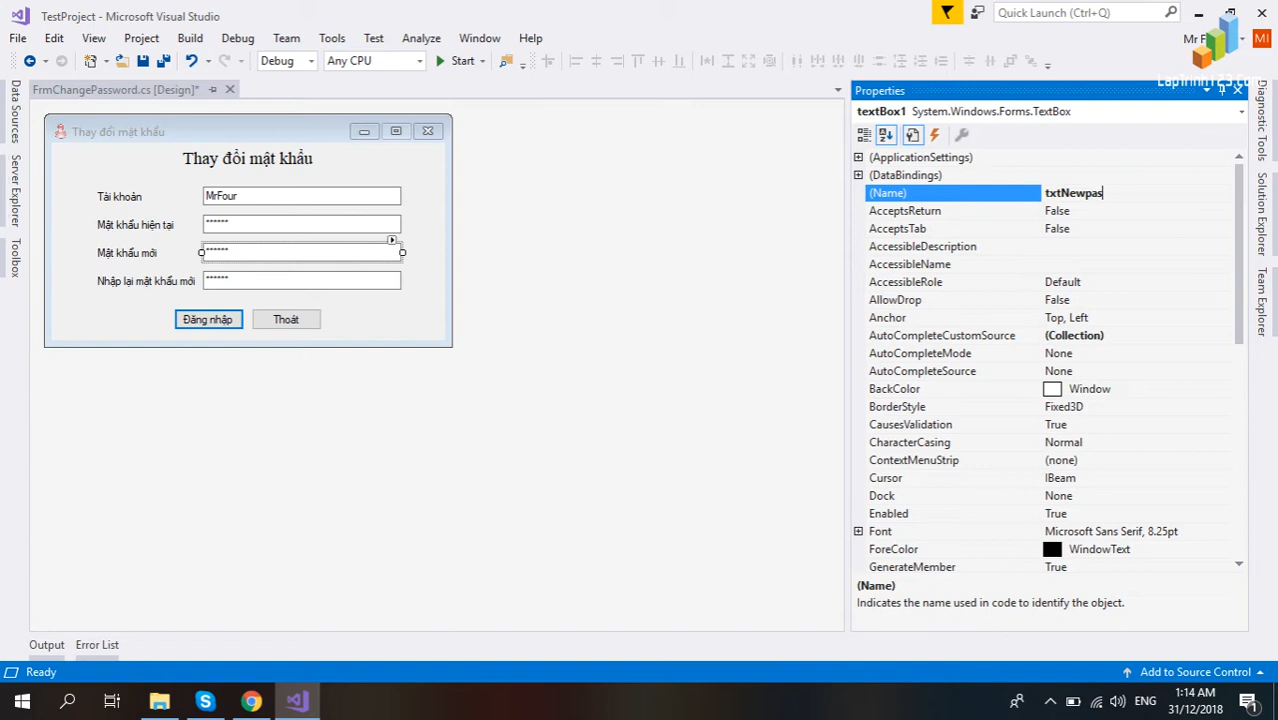 TestProject - Microsoft Visual Studio
Quick Launch (Ctrl+Q)
File Edit View Project Build Debug Team Tools Test Analyze Window Help
Mr F
MI
Debug Any CPU Start
LapTrinh123.Com
Data Sources
Server Explorer
Toolbox
FrmChangePassword.cs [Design]*
Thay đổi mật khẩu
Thay đổi mật khẩu
Tài khoản MrFour
Mật khẩu hiện tại ******
Mật khẩu mới ******
Nhập lại mật khẩu mới ******
Đăng nhập Thoát
Properties
textBox1 System.Windows.Forms.TextBox
(ApplicationSettings)
(DataBindings)
(Name) txtNewpas
AcceptsReturn False
AcceptsTab False
AccessibleDescription
AccessibleName
AccessibleRole Default
AllowDrop False
Anchor Top, Left
AutoCompleteCustomSource (Collection)
AutoCompleteMode None
AutoCompleteSource None
BackColor Window
BorderStyle Fixed3D
CausesValidation True
CharacterCasing Normal
ContextMenuStrip (none)
Cursor IBeam
Dock None
Enabled True
Font Microsoft Sans Serif, 8.25pt
ForeColor WindowText
GenerateMember True
(Name)
Indicates the name used in code to identify the object.
Diagnostic Tools
Solution Explorer
Team Explorer
Output Error List
Ready
Add to Source Control
ENG
1:14 AM
31/12/2018
1